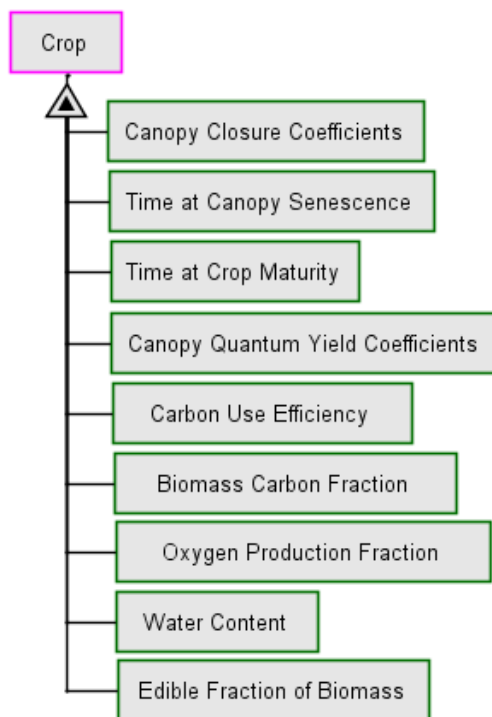 Crop
Canopy Closure Coefficients
Time at Canopy Senescence
Time at Crop Maturity
Canopy Quantum Yield Coefficients
Carbon Use Efficiency
Biomass Carbon Fraction
Oxygen Production Fraction
Water Content
Edible Fraction of Biomass